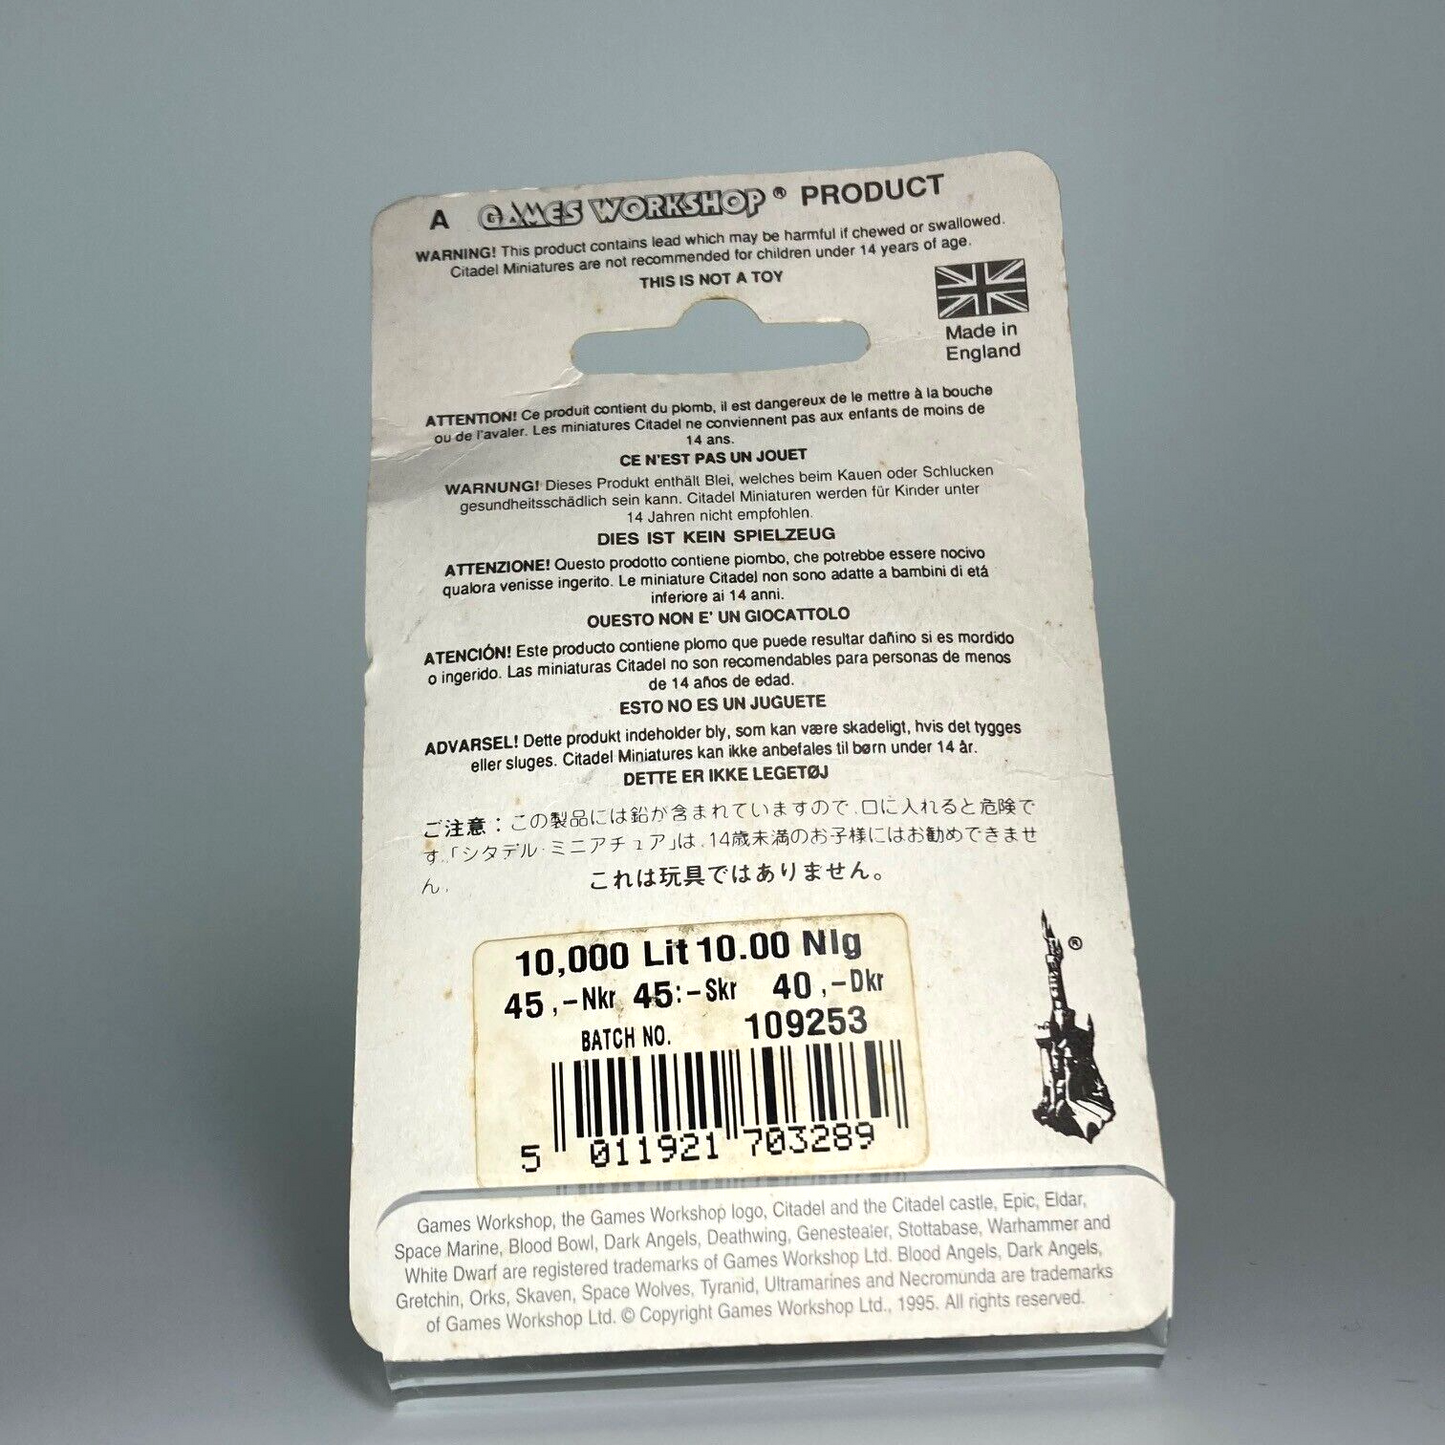 A GAMES WORKSHOP® PRODUCT
WARNING! This product contains lead which may be harmful if chewed or swallowed.
Citadel Miniatures are not recommended for children under 14 years of age.
THIS IS NOT A TOY
Made in
England
ATTENTION! Ce produit contient du plomb, il est dangereux de le mettre à la bouche
ou de l'avaler. Les miniatures Citadel ne conviennent pas aux enfants de moins de
14 ans.
CE N'EST PAS UN JOUET
WARNUNG! Dieses Produkt enthält Blei, welches beim Kauen oder Schlucken
gesundheitsschädlich sein kann. Citadel Miniaturen werden für Kinder unter
14 Jahren nicht empfohlen.
DIES IST KEIN SPIELZEUG
ATTENZIONE! Questo prodotto contiene piombo, che potrebbe essere nocivo
qualora venisse ingerito. Le miniature Citadel non sono adatte a bambini di etá
inferiore ai 14 anni.
QUESTO NON E' UN GIOCATTOLO
ATENCIÓN! Este producto contiene plomo que puede resultar dañino si es mordido
o ingerido. Las miniaturas Citadel no son recomendables para personas de menos
de 14 años de edad.
ESTO NO ES UN JUGUETE
ADVARSEL! Dette produkt indeholder bly, som kan være skadeligt, hvis det tygges
eller sluges. Citadel Miniatures kan ikke anbefales til børn under 14 år.
DETTE ER IKKE LEGETØJ
ご注意：この製品には鉛が含まれていますので、口に入れると危険で
す。「シタデル・ミニアチュア」は、14歳未満のお子様にはお勧めできませ
ん。
これは玩具ではありません。
10,000 Lit 10.00 Nlg
45,-Nkr 45:-Skr 40,-Dkr
BATCH NO. 109253
5 011921 703289
®
Games Workshop, the Games Workshop logo, Citadel and the Citadel castle, Epic, Eldar,
Space Marine, Blood Bowl, Dark Angels, Deathwing, Genestealer, Slottabase, Warhammer and
White Dwarf are registered trademarks of Games Workshop Ltd. Blood Angels, Dark Angels,
Gretchin, Orks, Skaven, Space Wolves, Tyranid, Ultramarines and Necromunda are trademarks
of Games Workshop Ltd. © Copyright Games Workshop Ltd., 1995. All rights reserved.